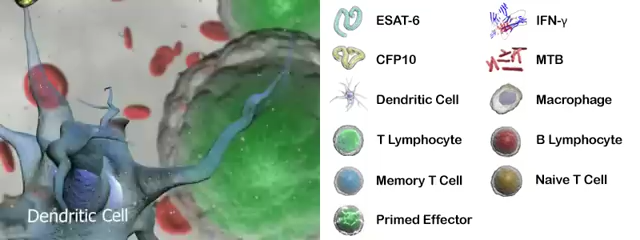 Dendritic Cell
ESAT-6
IFN-γ
CFP10
MTB
Dendritic Cell
Macrophage
T Lymphocyte
B Lymphocyte
Memory T Cell
Naive T Cell
Primed Effector